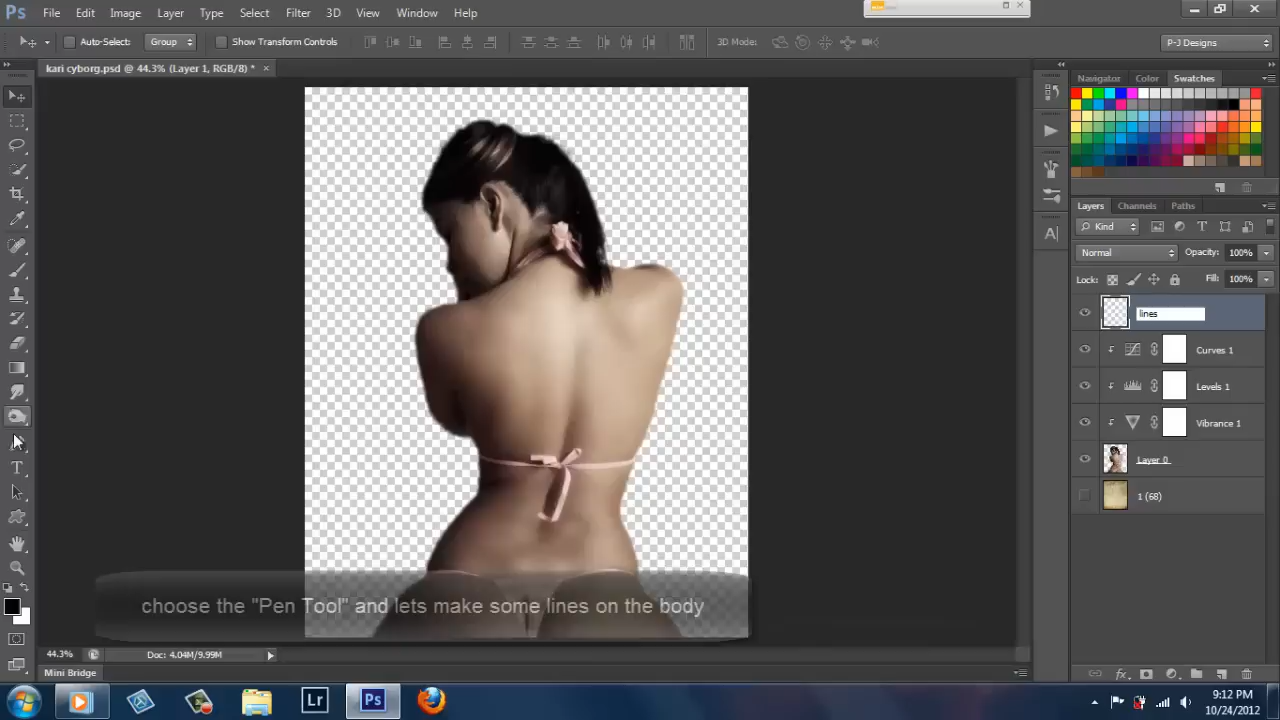 Ps File Edit Image Layer Type Select Filter 3D View Window Help
Auto-Select: Group Show Transform Controls 3D Mode: P-J Designs
kari cyborg.psd @ 44.3% (Layer 1, RGB/8) * ×
Navigator Color Swatches
Layers Channels Paths
Kind
Normal Opacity: 100%
Lock: Fill: 100%
lines
Curves 1
Levels 1
Vibrance 1
Layer 0
1 (68)
choose the "Pen Tool" and lets make some lines on the body
44.3% Doc: 4.04M/9.99M
Mini Bridge
Lr Ps
9:12 PM
10/24/2012